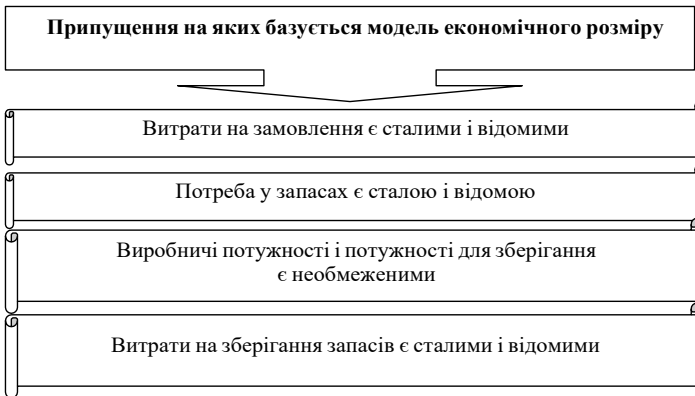 Припущення на яких базується модель економічного розміру
Витрати на замовлення є сталими і відомими
Потреба у запасах є сталою і відомою
Виробничі потужності і потужності для зберігання
є необмеженими
Витрати на зберігання запасів є сталими і відомими